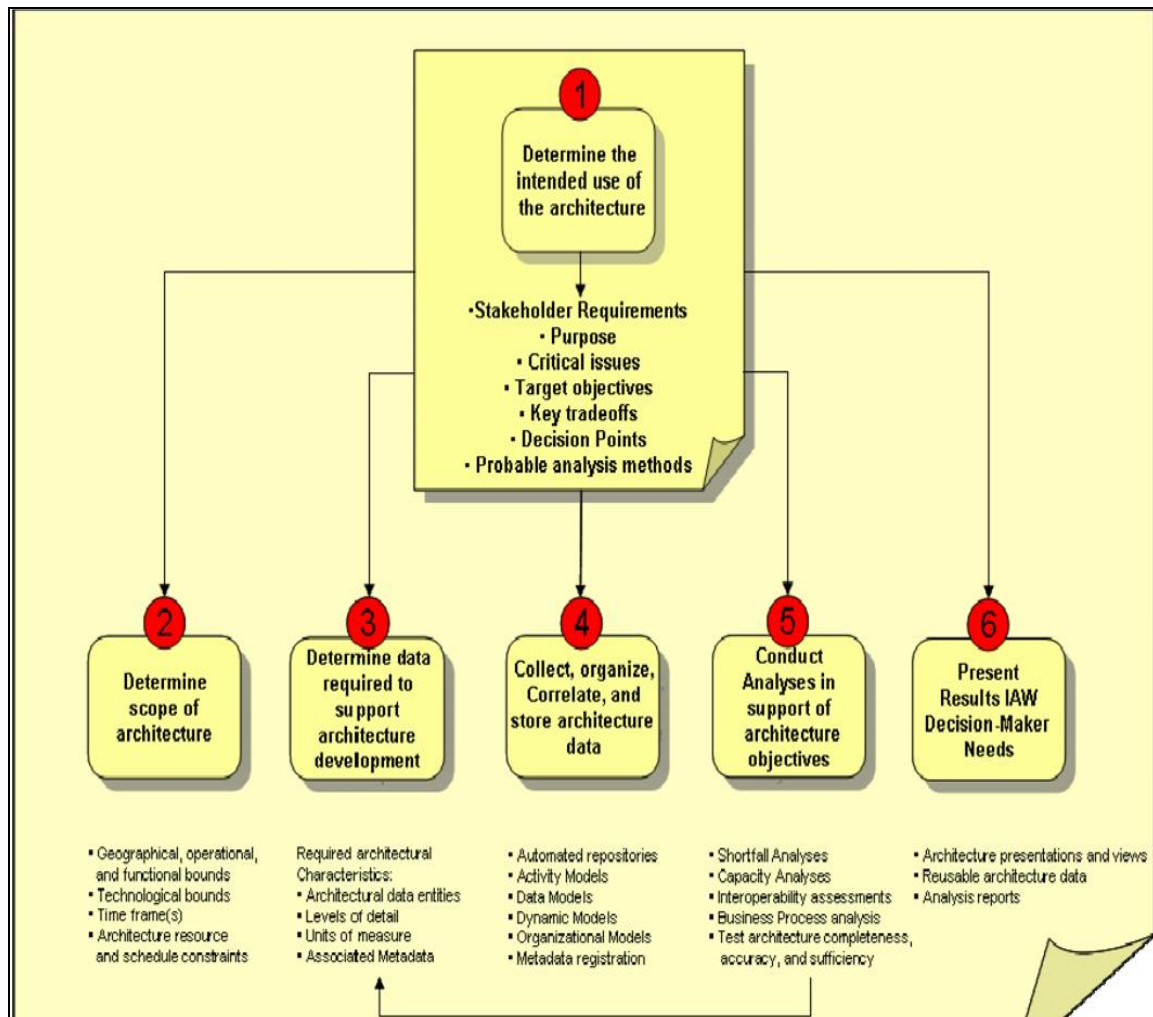 1
Determine the
intended use of
the architecture
▪Stakeholder Requirements
▪ Purpose
▪ Critical issues
▪ Target objectives
▪ Key tradeoffs
▪ Decision Points
▪ Probable analysis methods
2
Determine
scope of
architecture
▪ Geographical, operational,
and functional bounds
▪ Technological bounds
▪ Time frame(s)
▪ Architecture resource
and schedule constraints
3
Determine data
required to
support
architecture
development
Required architectural
Characteristics:
▪ Architectural data entities
▪ Levels of detail
▪ Units of measure
▪ Associated Metadata
4
Collect, organize,
Correlate, and
store architecture
data
▪ Automated repositories
▪ Activity Models
▪ Data Models
▪ Dynamic Models
▪ Organizational Models
▪ Metadata registration
5
Conduct
Analyses in
support of
architecture
objectives
▪ Shortfall Analyses
▪ Capacity Analyses
▪ Interoperability assessments
▪ Business Process analysis
▪ Test architecture completeness,
accuracy, and sufficiency
6
Present
Results IAW
Decision-Maker
Needs
▪ Architecture presentations and views
▪ Reusable architecture data
▪ Analysis reports